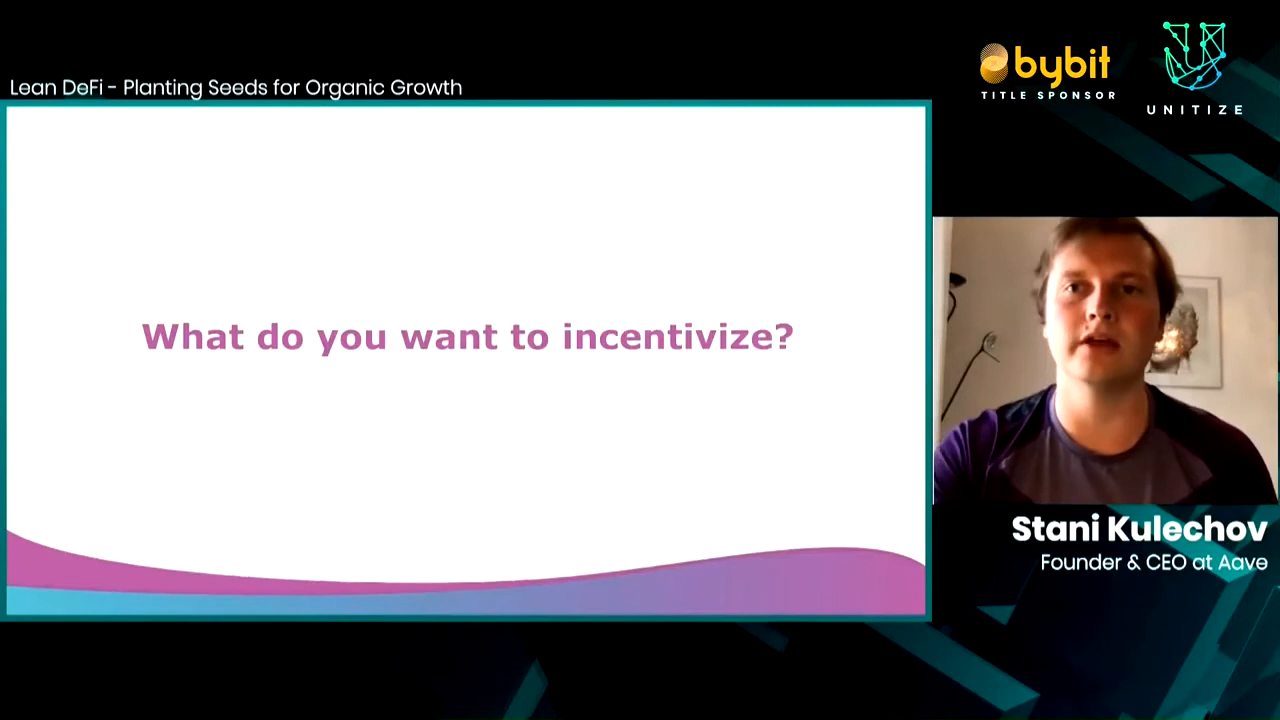 Lean DeFi - Planting Seeds for Organic Growth
bybit
TITLE SPONSOR
UNITIZE
What do you want to incentivize?
Stani Kulechov
Founder & CEO at Aave